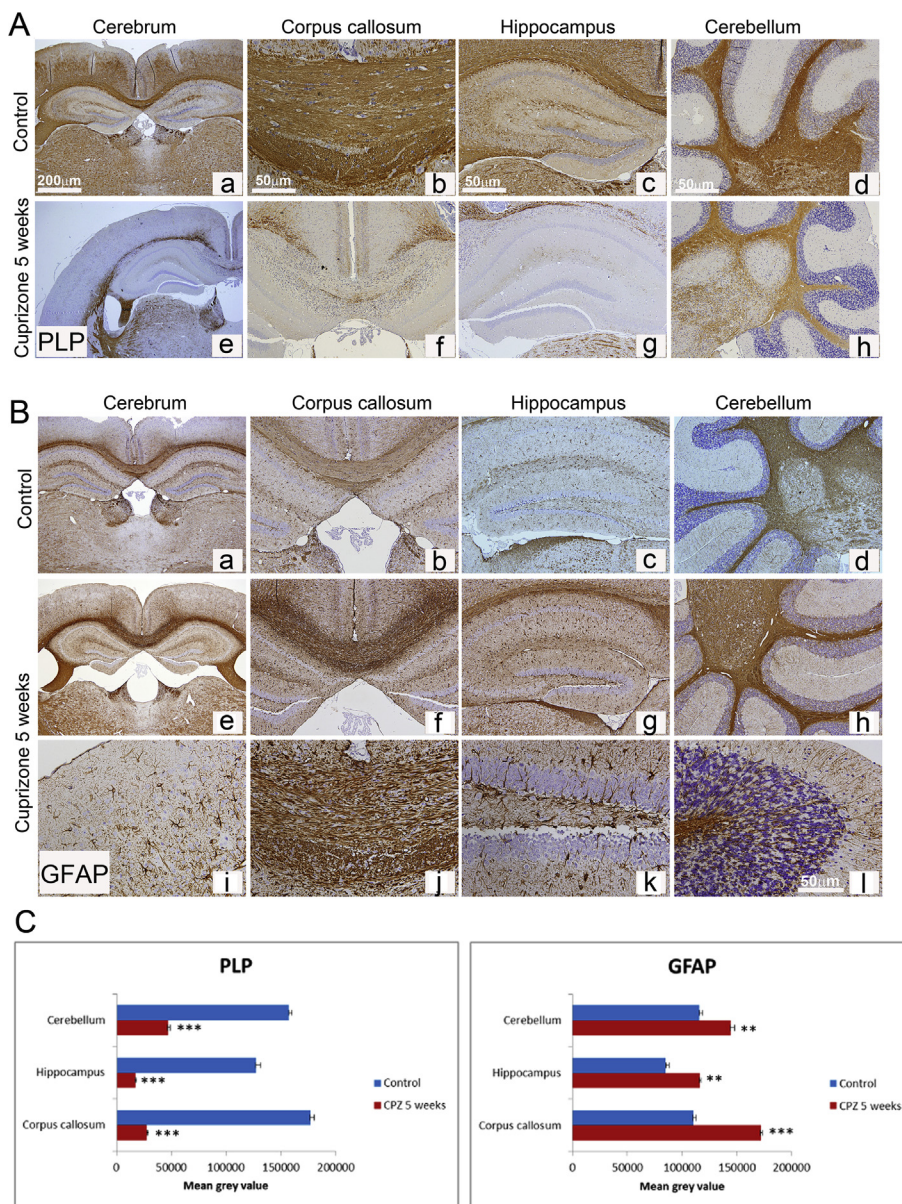 A
Cerebrum Corpus callosum Hippocampus Cerebellum
Control
200µm a
50µm b
50µm c
50µm d
Cuprizone 5 weeks
PLP e
f
g
h
B
Cerebrum Corpus callosum Hippocampus Cerebellum
Control
a
b
c
d
Cuprizone 5 weeks
e
f
g
h
GFAP i
j
k
50µm l
C
PLP
Cerebellum
***
Hippocampus
***
Corpus callosum
***
Control
CPZ 5 weeks
0 50000 100000 150000 200000
Mean grey value
GFAP
Cerebellum
**
Hippocampus
**
Corpus callosum
***
Control
CPZ 5 weeks
0 50000 100000 150000 200000
Mean grey value